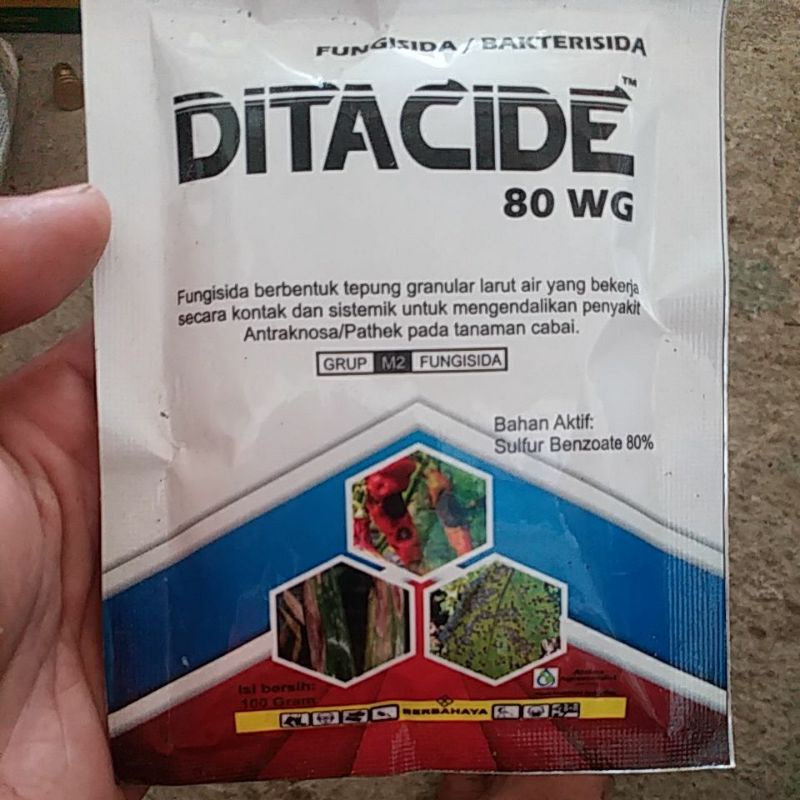 FUNGISIDA / BAKTERISIDA
DITACIDE™
80 WG
Fungisida berbentuk tepung granular larut air yang bekerja
secara kontak dan sistemik untuk mengendalikan penyakit
Antraknosa/Pathek pada tanaman cabai.
GRUP M2 FUNGISIDA
Bahan Aktif:
Sulfur Benzoate 80%
Isi bersih:
100 Gram
BERBAHAYA